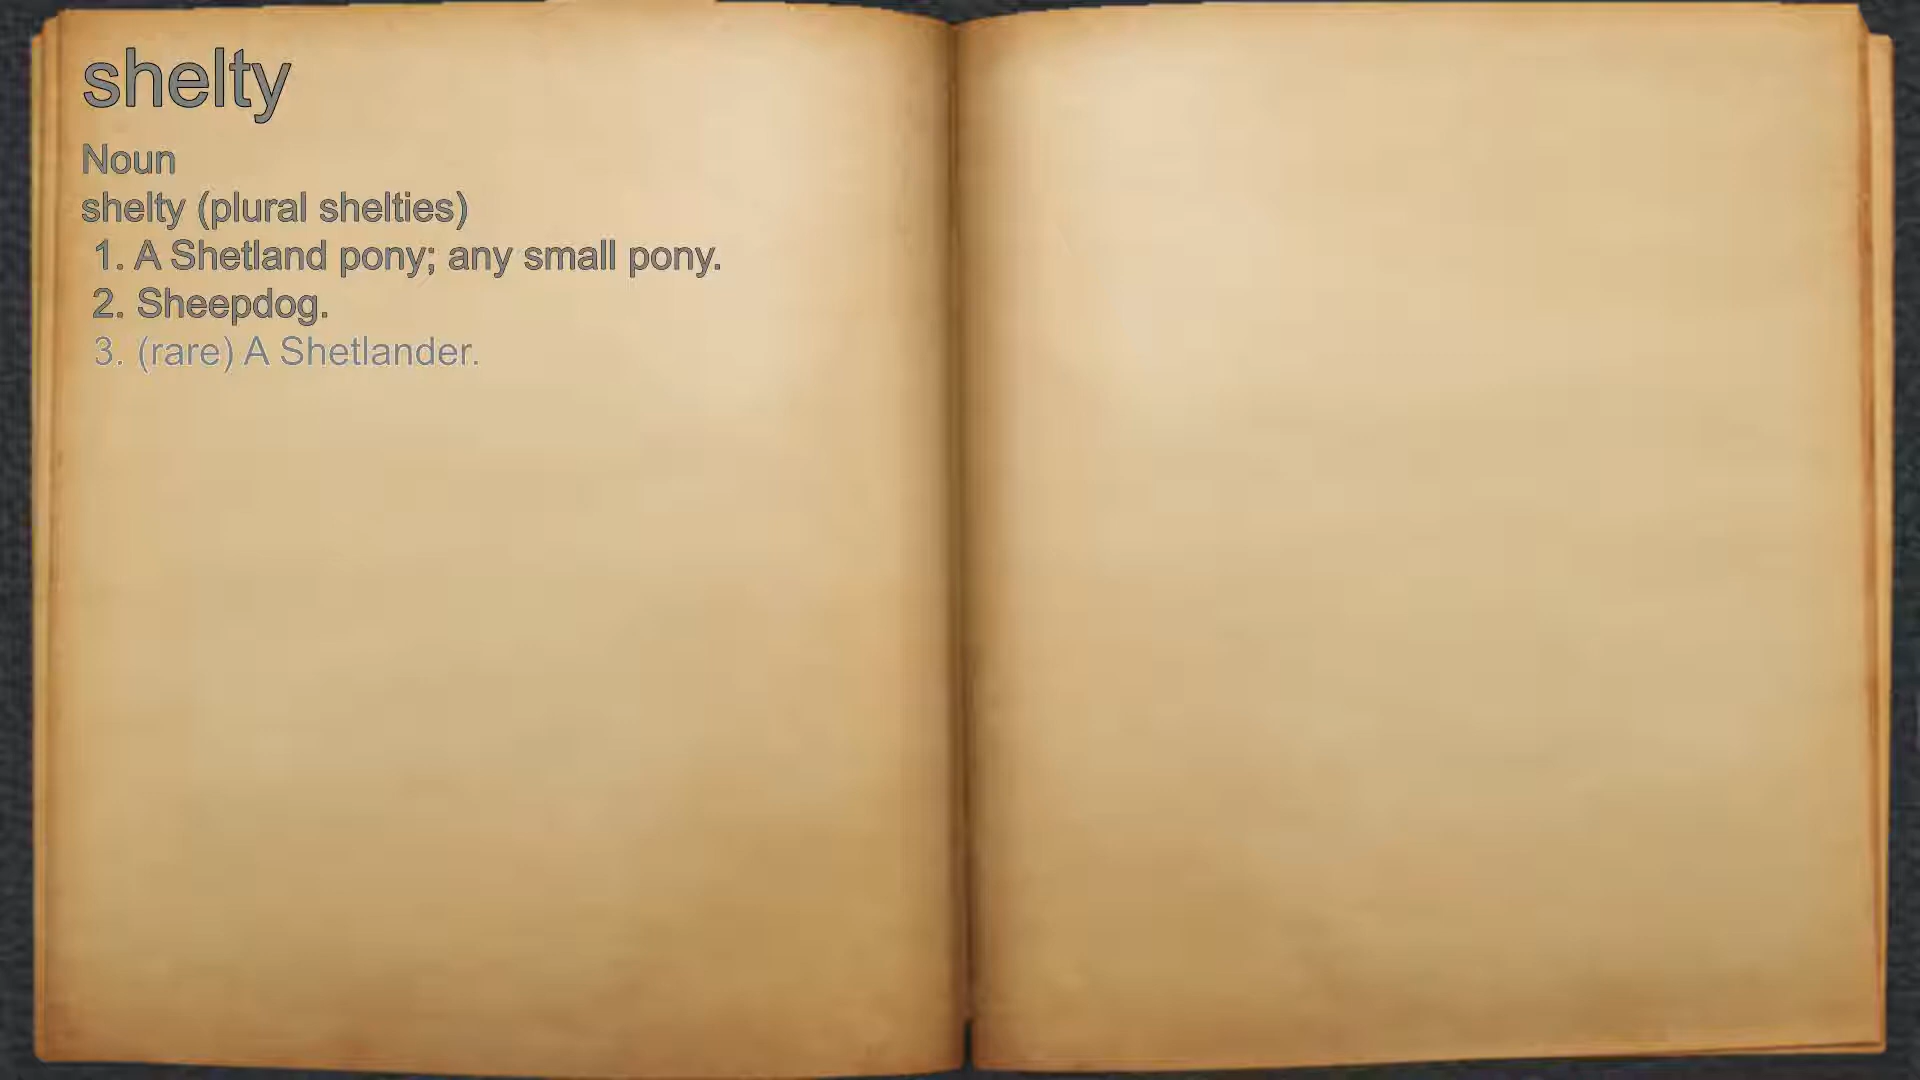 shelty
Noun
shelty (plural shelties)
1. A Shetland pony; any small pony.
2. Sheepdog.
3. (rare) A Shetlander.